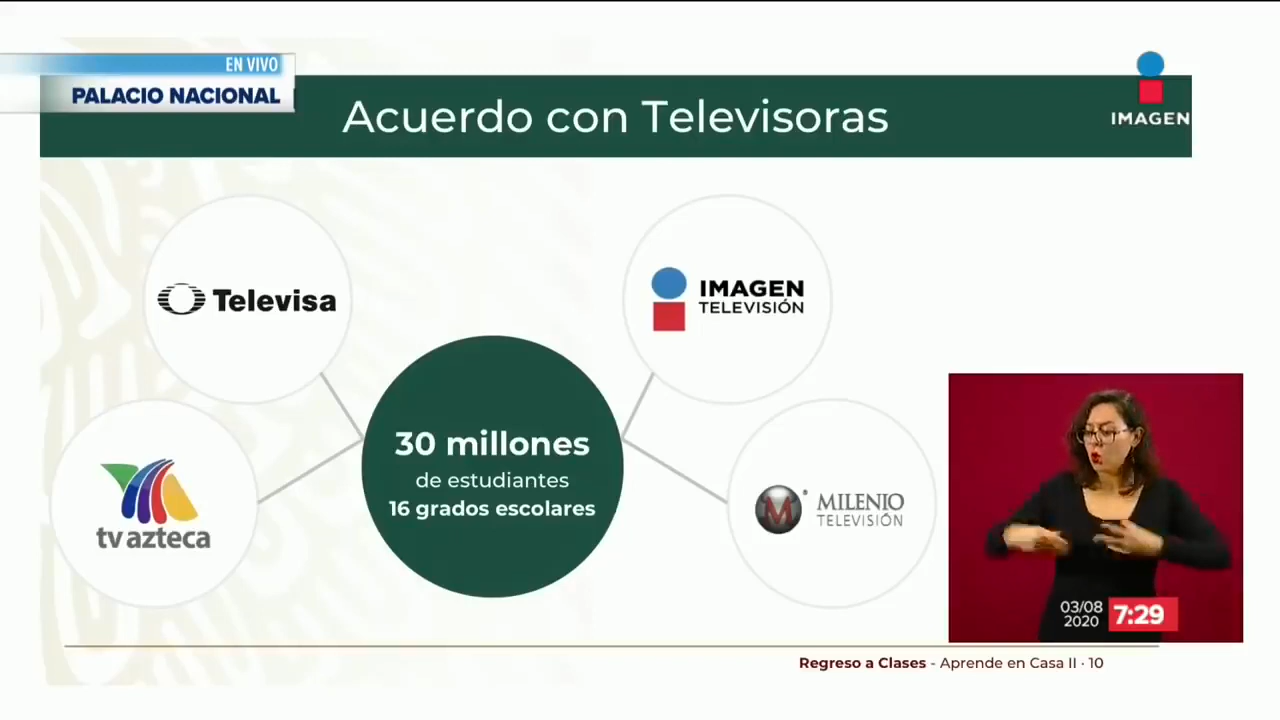 EN VIVO
PALACIO NACIONAL
Acuerdo con Televisoras
IMAGEN
Televisa
IMAGEN
TELEVISIÓN
30 millones
de estudiantes
16 grados escolares
tv azteca
M
MILENIO
TELEVISIÓN
03/08
2020
7:29
Regreso a Clases - Aprende en Casa II · 10